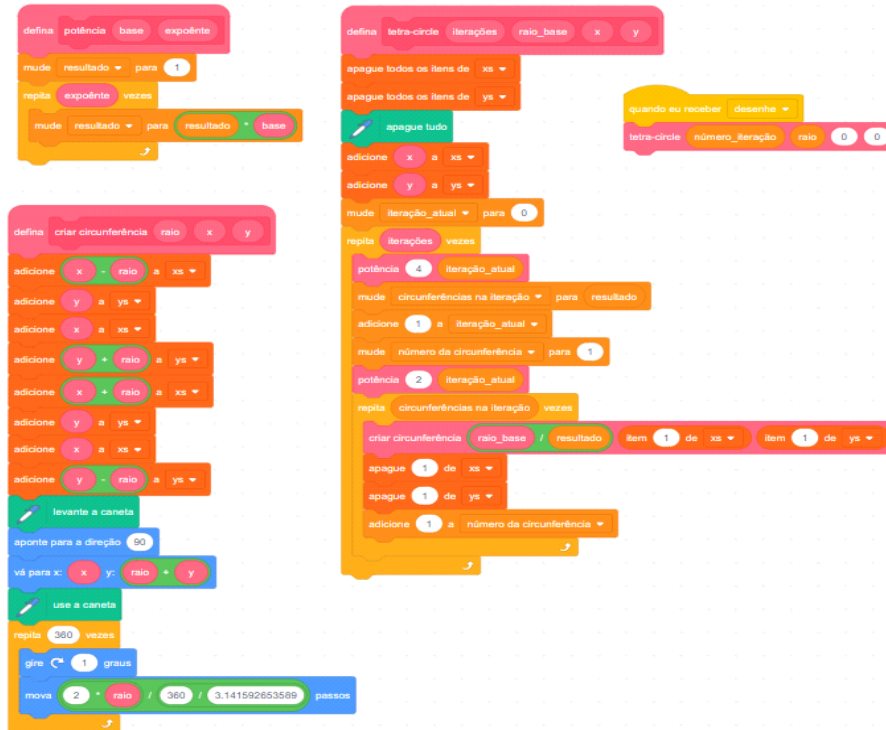 defina potência base expoênte
mude resultado para 1
repita expoênte vezes
mude resultado para resultado * base
defina criar circunferência raio x y
adicione x - raio a xs
adicione y a ys
adicione x a xs
adicione y + raio a ys
adicione x + raio a xs
adicione y a ys
adicione x a xs
adicione y - raio a ys
levante a caneta
aponte para a direção 90
vá para x: x y: raio + y
use a caneta
repita 360 vezes
gire 1 graus
mova 2 * raio / 360 / 3.141592653589 passos
defina tetra-circle iterações raio_base x y
apague todos os itens de xs
apague todos os itens de ys
apague tudo
adicione x a xs
adicione y a ys
mude iteração_atual para 0
repita iterações vezes
potência 4 iteração_atual
mude circunferências na iteração para resultado
adicione 1 a iteração_atual
mude número da circunferência para 1
potência 2 iteração_atual
repita circunferências na iteração vezes
criar circunferência raio_base / resultado item 1 de xs item 1 de ys
apague 1 de xs
apague 1 de ys
adicione 1 a número da circunferência
quando eu receber desenhe
tetra-circle número_iteração raio 0 0